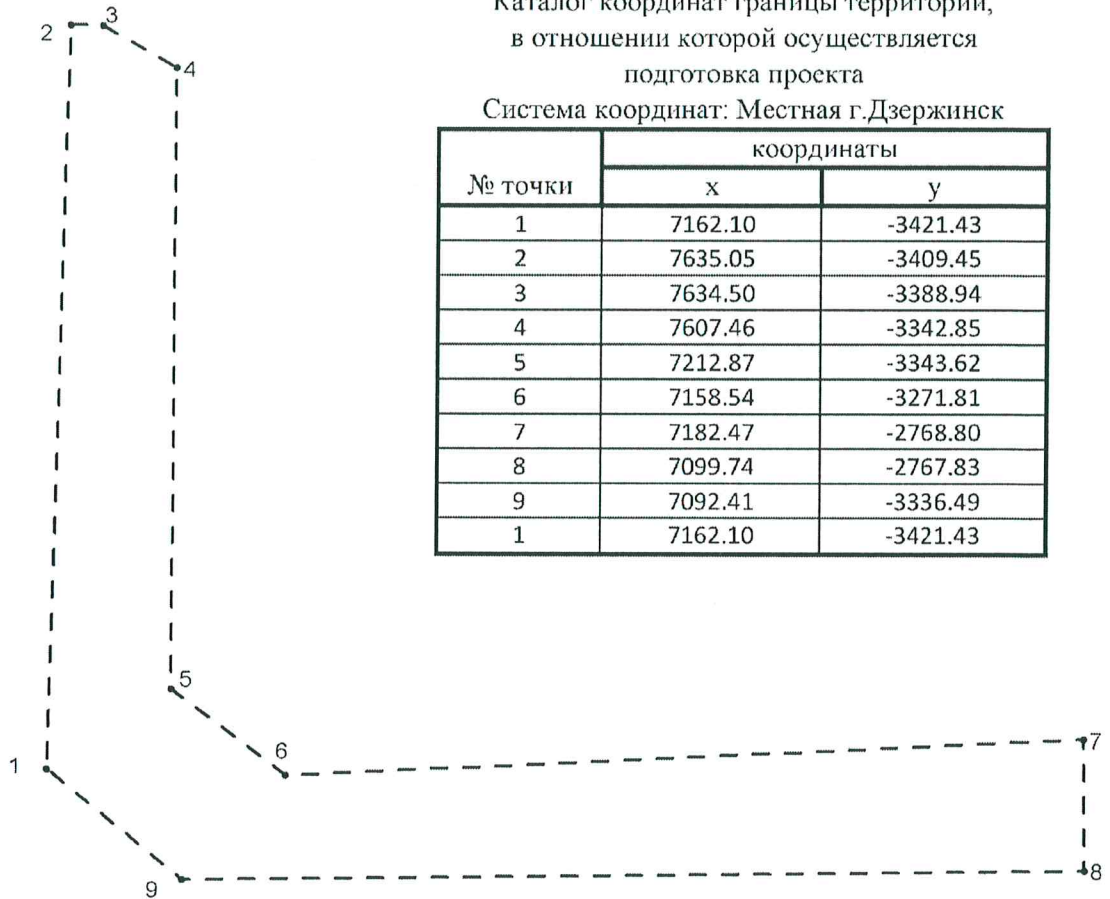 Каталог координат границы территории,
в отношении которой осуществляется
подготовка проекта
Система координат: Местная г.Дзержинск
№ точки координаты
x y
1 7162.10 -3421.43
2 7635.05 -3409.45
3 7634.50 -3388.94
4 7607.46 -3342.85
5 7212.87 -3343.62
6 7158.54 -3271.81
7 7182.47 -2768.80
8 7099.74 -2767.83
9 7092.41 -3336.49
1 7162.10 -3421.43
2
3
4
5
6
7
1
8
9